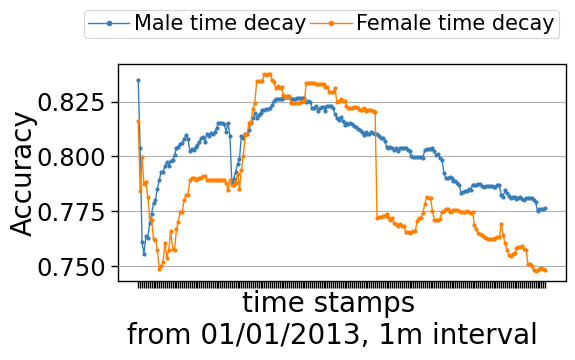 Male time decay Female time decay
Accuracy
0.825
0.800
0.775
0.750
time stamps
from 01/01/2013, 1m interval